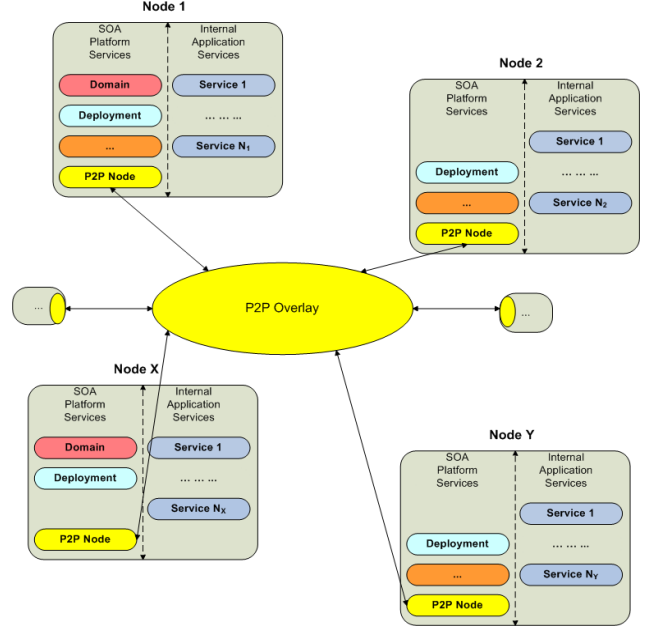 Node 1
SOA
Platform
Services
Internal
Application
Services
Domain
Service 1
Deployment
... ... ...
...
Service N1
P2P Node
Node 2
SOA
Platform
Services
Internal
Application
Services
Service 1
Deployment
... ... ...
...
Service N2
P2P Node
...
P2P Overlay
...
Node X
SOA
Platform
Services
Internal
Application
Services
Domain
Service 1
Deployment
... ... ...
Service NX
P2P Node
Node Y
SOA
Platform
Services
Internal
Application
Services
Service 1
Deployment
... ... ...
...
Service NY
P2P Node